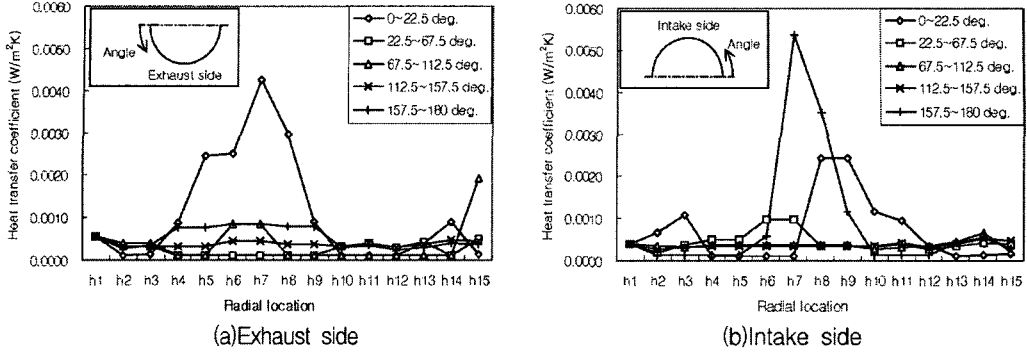 Heat transfer coefficient (W/m²K)
0.0060
0.0050
0.0040
0.0030
0.0020
0.0010
0.0000
Angle
Exhaust side
0~22.5 deg.
22.5~67.5 deg.
67.5~112.5 deg.
112.5~157.5 deg.
157.5~180 deg.
h1 h2 h3 h4 h5 h6 h7 h8 h9 h10 h11 h12 h13 h14 h15
Radial location
(a)Exhaust side
Heat transfer coefficient (W/m²K)
0.0060
0.0050
0.0040
0.0030
0.0020
0.0010
0.0000
Intake side
Angle
0~22.5 deg.
22.5~67.5 deg.
67.5~112.5 deg.
112.5~157.5 deg.
157.5~180 deg.
h1 h2 h3 h4 h5 h6 h7 h8 h9 h10 h11 h12 h13 h14 h15
Radial location
(b)Intake side